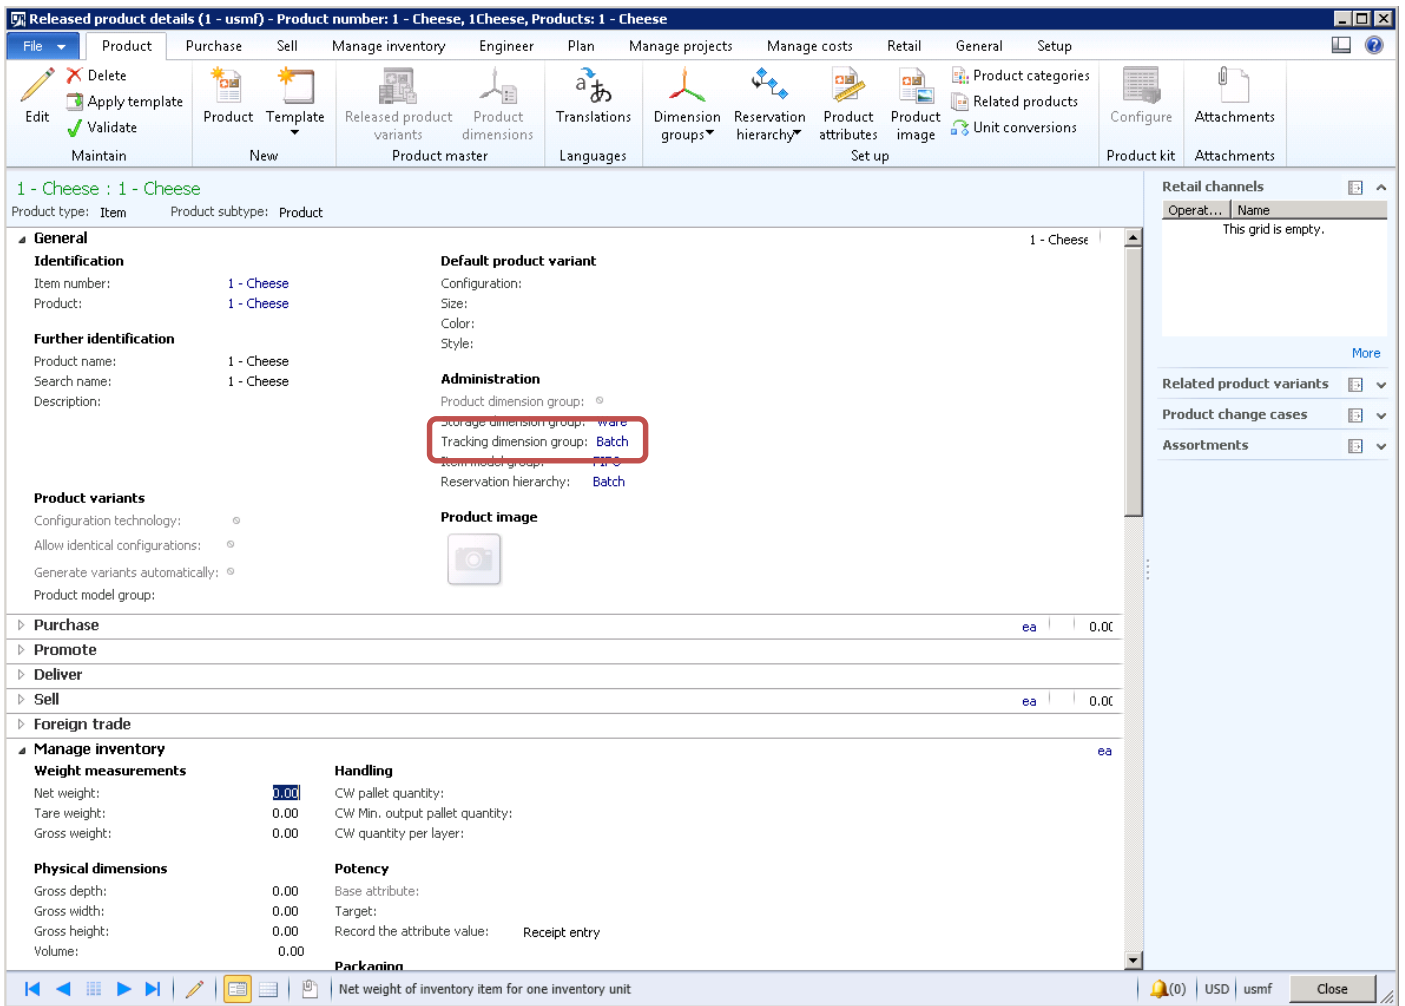 Released product details (1 - usmf) - Product number: 1 - Cheese, 1Cheese, Products: 1 - Cheese
File Product Purchase Sell Manage inventory Engineer Plan Manage projects Manage costs Retail General Setup
Edit
Delete
Apply template
Validate
Maintain
Product
Template
New
Released product variants
Product dimensions
Product master
Translations
Languages
Dimension groups
Reservation hierarchy
Product attributes
Product image
Product categories
Related products
Unit conversions
Set up
Configure
Product kit
Attachments
Attachments
1 - Cheese : 1 - Cheese
Product type: Item Product subtype: Product
General 1 - Cheese
Identification
Item number: 1 - Cheese
Product: 1 - Cheese
Further identification
Product name: 1 - Cheese
Search name: 1 - Cheese
Description:
Product variants
Configuration technology:
Allow identical configurations:
Generate variants automatically:
Product model group:
Default product variant
Configuration:
Size:
Color:
Style:
Administration
Product dimension group:
Storage dimension group: Ware
Tracking dimension group: Batch
Item model group: FIFO
Reservation hierarchy: Batch
Product image
Purchase ea 0.00
Promote
Deliver
Sell ea 0.00
Foreign trade
Manage inventory ea
Weight measurements
Net weight: 0.00
Tare weight: 0.00
Gross weight: 0.00
Physical dimensions
Gross depth: 0.00
Gross width: 0.00
Gross height: 0.00
Volume: 0.00
Handling
CW pallet quantity:
CW Min. output pallet quantity:
CW quantity per layer:
Potency
Base attribute:
Target:
Record the attribute value: Receipt entry
Packaging
Retail channels
Operat... Name
This grid is empty.
More
Related product variants
Product change cases
Assortments
Net weight of inventory item for one inventory unit
(0) USD usmf Close